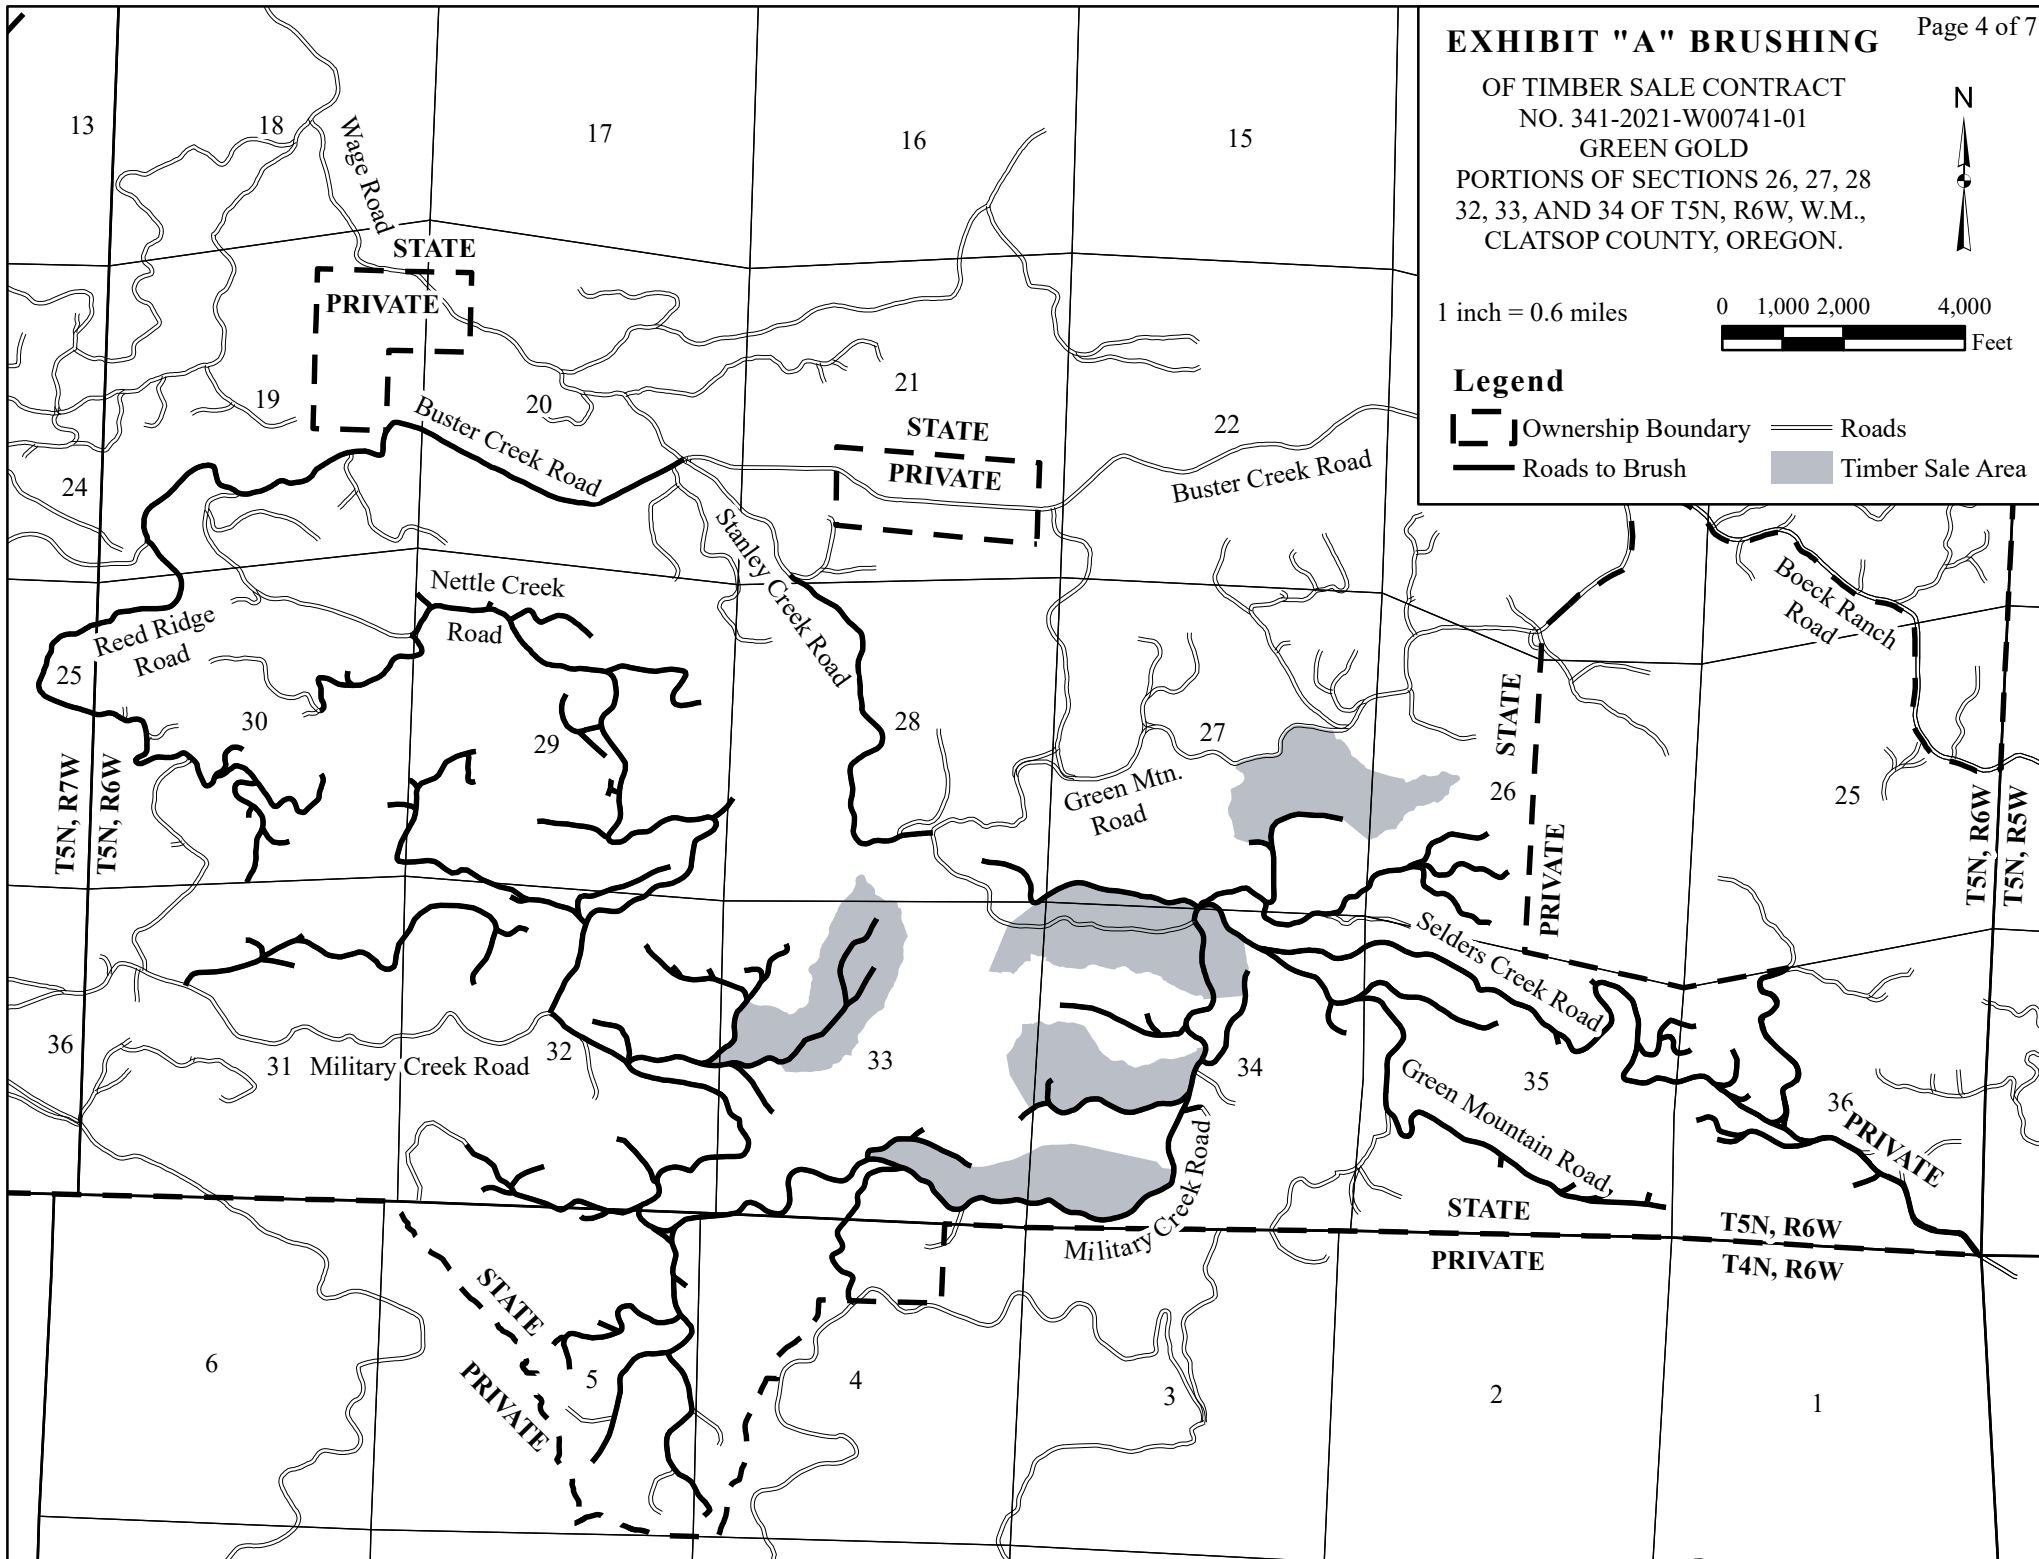 Page 4 of 7
EXHIBIT "A" BRUSHING
OF TIMBER SALE CONTRACT
NO. 341-2021-W00741-01
GREEN GOLD
PORTIONS OF SECTIONS 26, 27, 28
32, 33, AND 34 OF T5N, R6W, W.M.,
CLATSOP COUNTY, OREGON.
N
1 inch = 0.6 miles
0 1,000 2,000 4,000
Feet
Legend
Ownership Boundary
Roads
Roads to Brush
Timber Sale Area
13
18
17
16
15
Wage Road
STATE
PRIVATE
19
20
21
22
Buster Creek Road
STATE
PRIVATE
Buster Creek Road
24
Stanley Creek Road
Nettle Creek
Road
Boeck Ranch
Road
Reed Ridge
Road
25
30
29
28
27
26
25
STATE
PRIVATE
Green Mtn.
Road
T5N, R7W
T5N, R6W
T5N, R6W
T5N, R5W
Selders Creek Road
36
31
Military Creek Road
32
33
34
35
36
Green Mountain Road,
PRIVATE
Military Creek Road
STATE
PRIVATE
T5N, R6W
T4N, R6W
STATE
PRIVATE
6
5
4
3
2
1